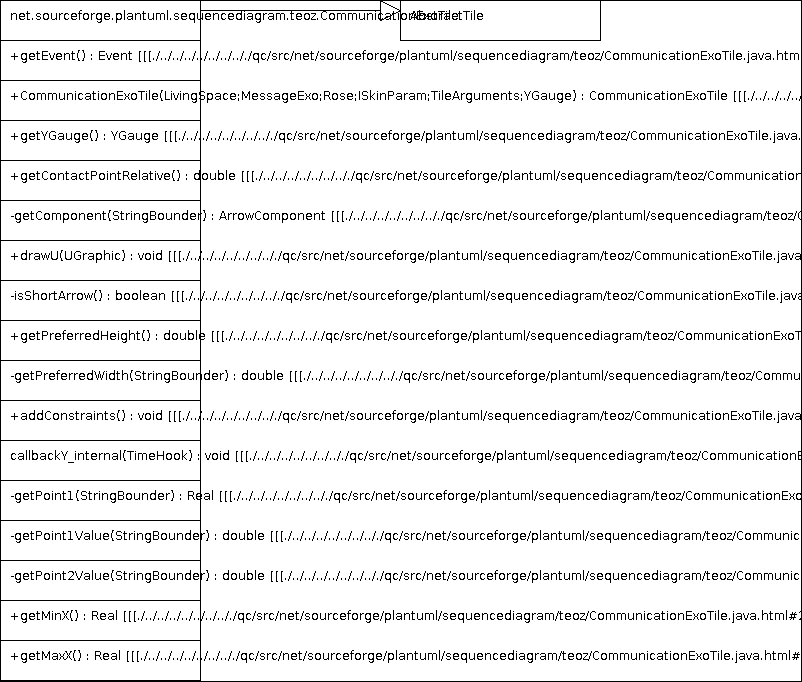 net.sourceforge.plantuml.sequencediagram.teoz.CommunicationExoTile
AbstractTile
+getEvent() : Event [[[./../../../../../../../../qc/src/net/sourceforge/plantuml/sequencediagram/teoz/CommunicationExoTile.java.htm
+CommunicationExoTile(LivingSpace;MessageExo;Rose;ISkinParam;TileArguments;YGauge) : CommunicationExoTile [[[./../../../../
+getYGauge() : YGauge [[[./../../../../../../../../qc/src/net/sourceforge/plantuml/sequencediagram/teoz/CommunicationExoTile.java.
+getContactPointRelative() : double [[[./../../../../../../../../qc/src/net/sourceforge/plantuml/sequencediagram/teoz/Communication
-getComponent(StringBounder) : ArrowComponent [[[./../../../../../../../../qc/src/net/sourceforge/plantuml/sequencediagram/teoz/C
+drawU(UGraphic) : void [[[./../../../../../../../../qc/src/net/sourceforge/plantuml/sequencediagram/teoz/CommunicationExoTile.java
-isShortArrow() : boolean [[[./../../../../../../../../qc/src/net/sourceforge/plantuml/sequencediagram/teoz/CommunicationExoTile.java
+getPreferredHeight() : double [[[./../../../../../../../../qc/src/net/sourceforge/plantuml/sequencediagram/teoz/CommunicationExoT
-getPreferredWidth(StringBounder) : double [[[./../../../../../../../../qc/src/net/sourceforge/plantuml/sequencediagram/teoz/Commu
+addConstraints() : void [[[./../../../../../../../../qc/src/net/sourceforge/plantuml/sequencediagram/teoz/CommunicationExoTile.java
callbackY_internal(TimeHook) : void [[[./../../../../../../../../qc/src/net/sourceforge/plantuml/sequencediagram/teoz/CommunicationE
-getPoint1(StringBounder) : Real [[[./../../../../../../../../qc/src/net/sourceforge/plantuml/sequencediagram/teoz/CommunicationExo
-getPoint1Value(StringBounder) : double [[[./../../../../../../../../qc/src/net/sourceforge/plantuml/sequencediagram/teoz/Communic
-getPoint2Value(StringBounder) : double [[[./../../../../../../../../qc/src/net/sourceforge/plantuml/sequencediagram/teoz/Communic
+getMinX() : Real [[[./../../../../../../../../qc/src/net/sourceforge/plantuml/sequencediagram/teoz/CommunicationExoTile.java.html#1
+getMaxX() : Real [[[./../../../../../../../../qc/src/net/sourceforge/plantuml/sequencediagram/teoz/CommunicationExoTile.java.html#